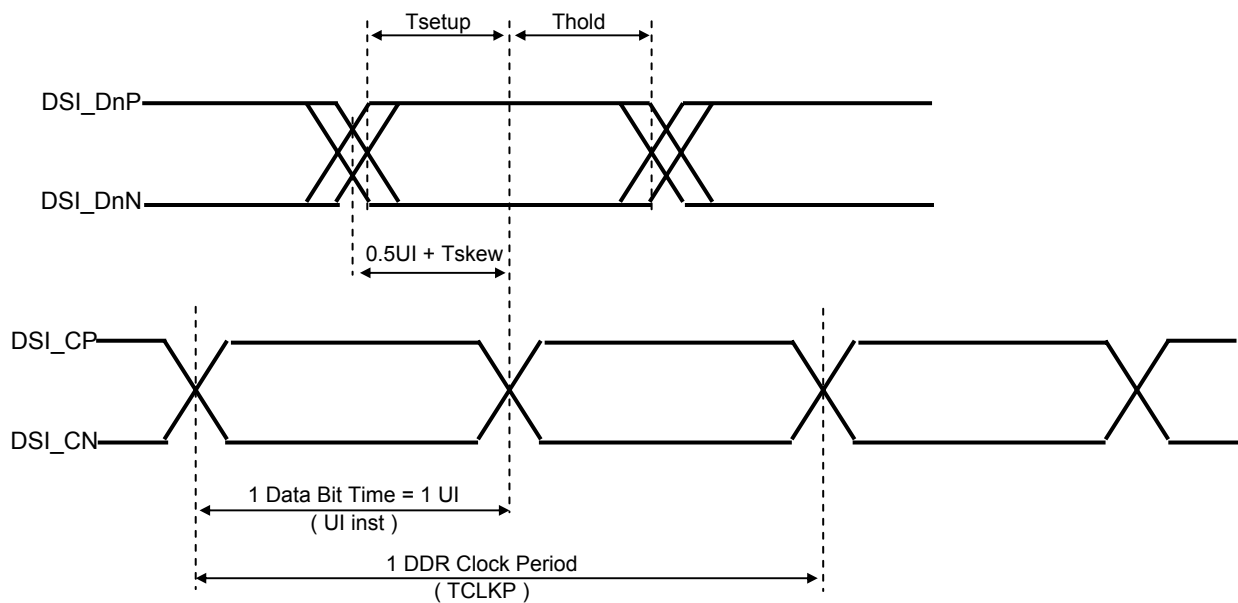 Tsetup
Thold
DSI_DnP
DSI_DnN
0.5UI + Tskew
DSI_CP
DSI_CN
1 Data Bit Time = 1 UI
( UI inst )
1 DDR Clock Period
( TCLKP )